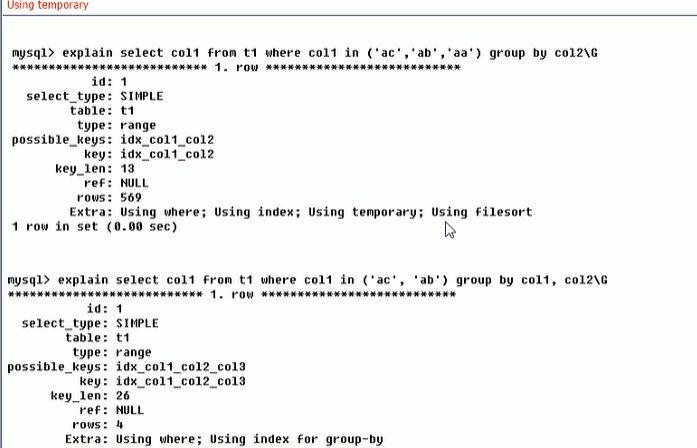 Using temporary
mysql> explain select col1 from t1 where col1 in ('ac','ab','aa') group by col2\G
*************************** 1. row ***************************
id: 1
select_type: SIMPLE
table: t1
type: range
possible_keys: idx_col1_col2
key: idx_col1_col2
key_len: 13
ref: NULL
rows: 569
Extra: Using where; Using index; Using temporary; Using filesort
1 row in set (0.00 sec)
mysql> explain select col1 from t1 where col1 in ('ac', 'ab') group by col1, col2\G
*************************** 1. row ***************************
id: 1
select_type: SIMPLE
table: t1
type: range
possible_keys: idx_col1_col2_col3
key: idx_col1_col2_col3
key_len: 26
ref: NULL
rows: 4
Extra: Using where; Using index for group-by